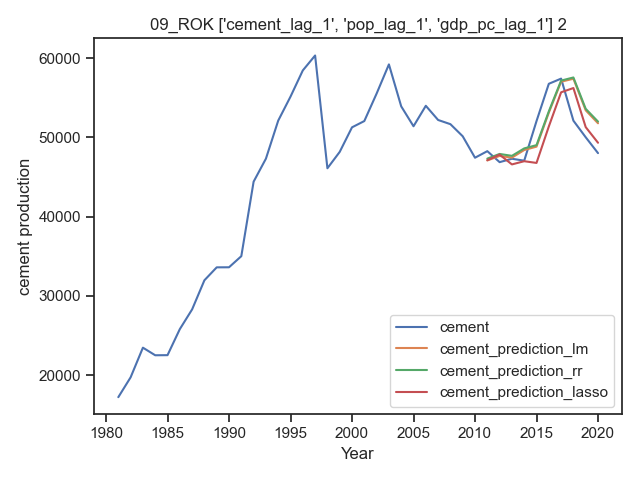 09_ROK ['cement_lag_1', 'pop_lag_1', 'gdp_pc_lag_1'] 2
cement production
60000
50000
40000
30000
20000
cement
cement_prediction_lm
cement_prediction_rr
cement_prediction_lasso
1980 1985 1990 1995 2000 2005 2010 2015 2020
Year